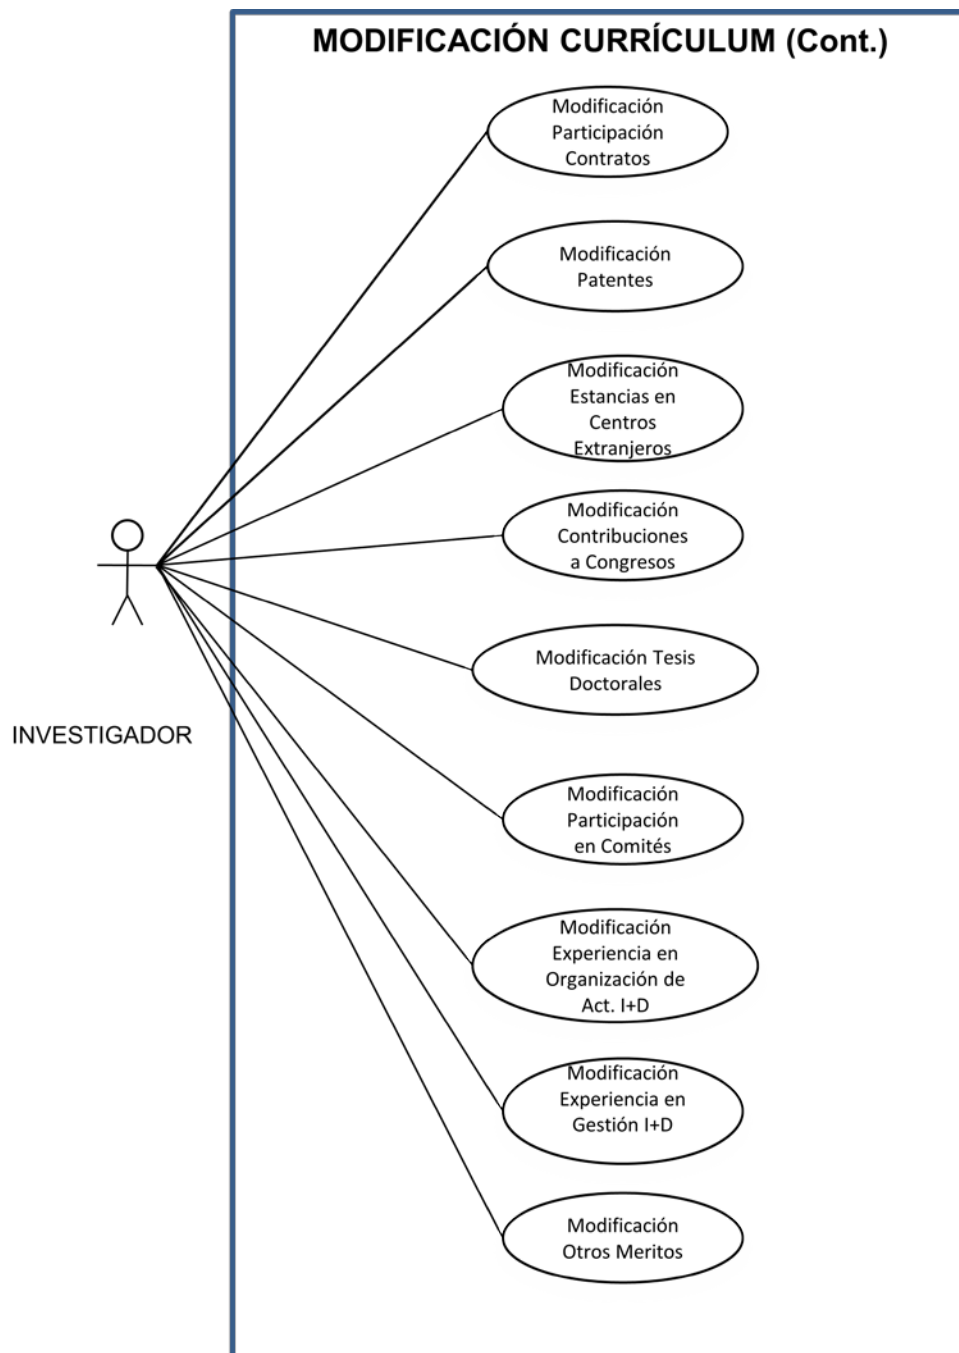 MODIFICACIÓN CURRÍCULUM (Cont.)
Modificación
Participación
Contratos
Modificación
Patentes
Modificación
Estancias en
Centros
Extranjeros
Modificación
Contribuciones
a Congresos
Modificación Tesis
Doctorales
INVESTIGADOR
Modificación
Participación
en Comités
Modificación
Experiencia en
Organización de
Act. I+D
Modificación
Experiencia en
Gestión I+D
Modificación
Otros Meritos